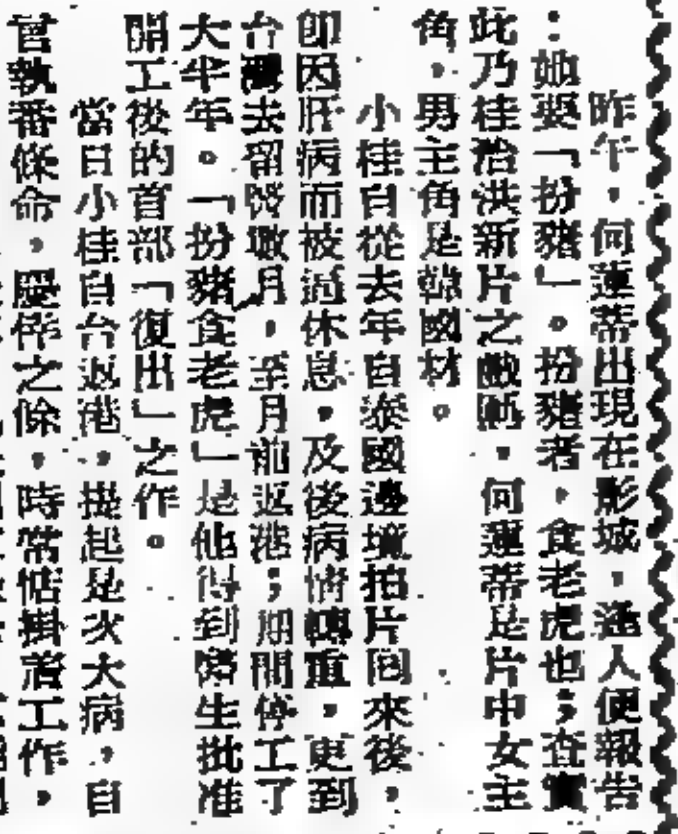 昨午，何蓮蒂出現在影城，逢人便報告
：她要「扮豬」。扮豬者，食老虎也；查實
此乃桂治洪新片之戲碼，何蓮蒂是片中女主
角，男主角是韓國材。
小桂自從去年自泰國邊境拍片囘來後，
即因肝病而被迫休息，及後病情轉重，更到
台灣去留醫數月，至月前返港；期間停工了
大半年。「扮豬食老虎」是他得到醫生批准
開工後的首部「復出」之作。
當日小桂自台返港，提起是次大病，自
言執番條命，慶倖之餘，時常惦掛着工作，